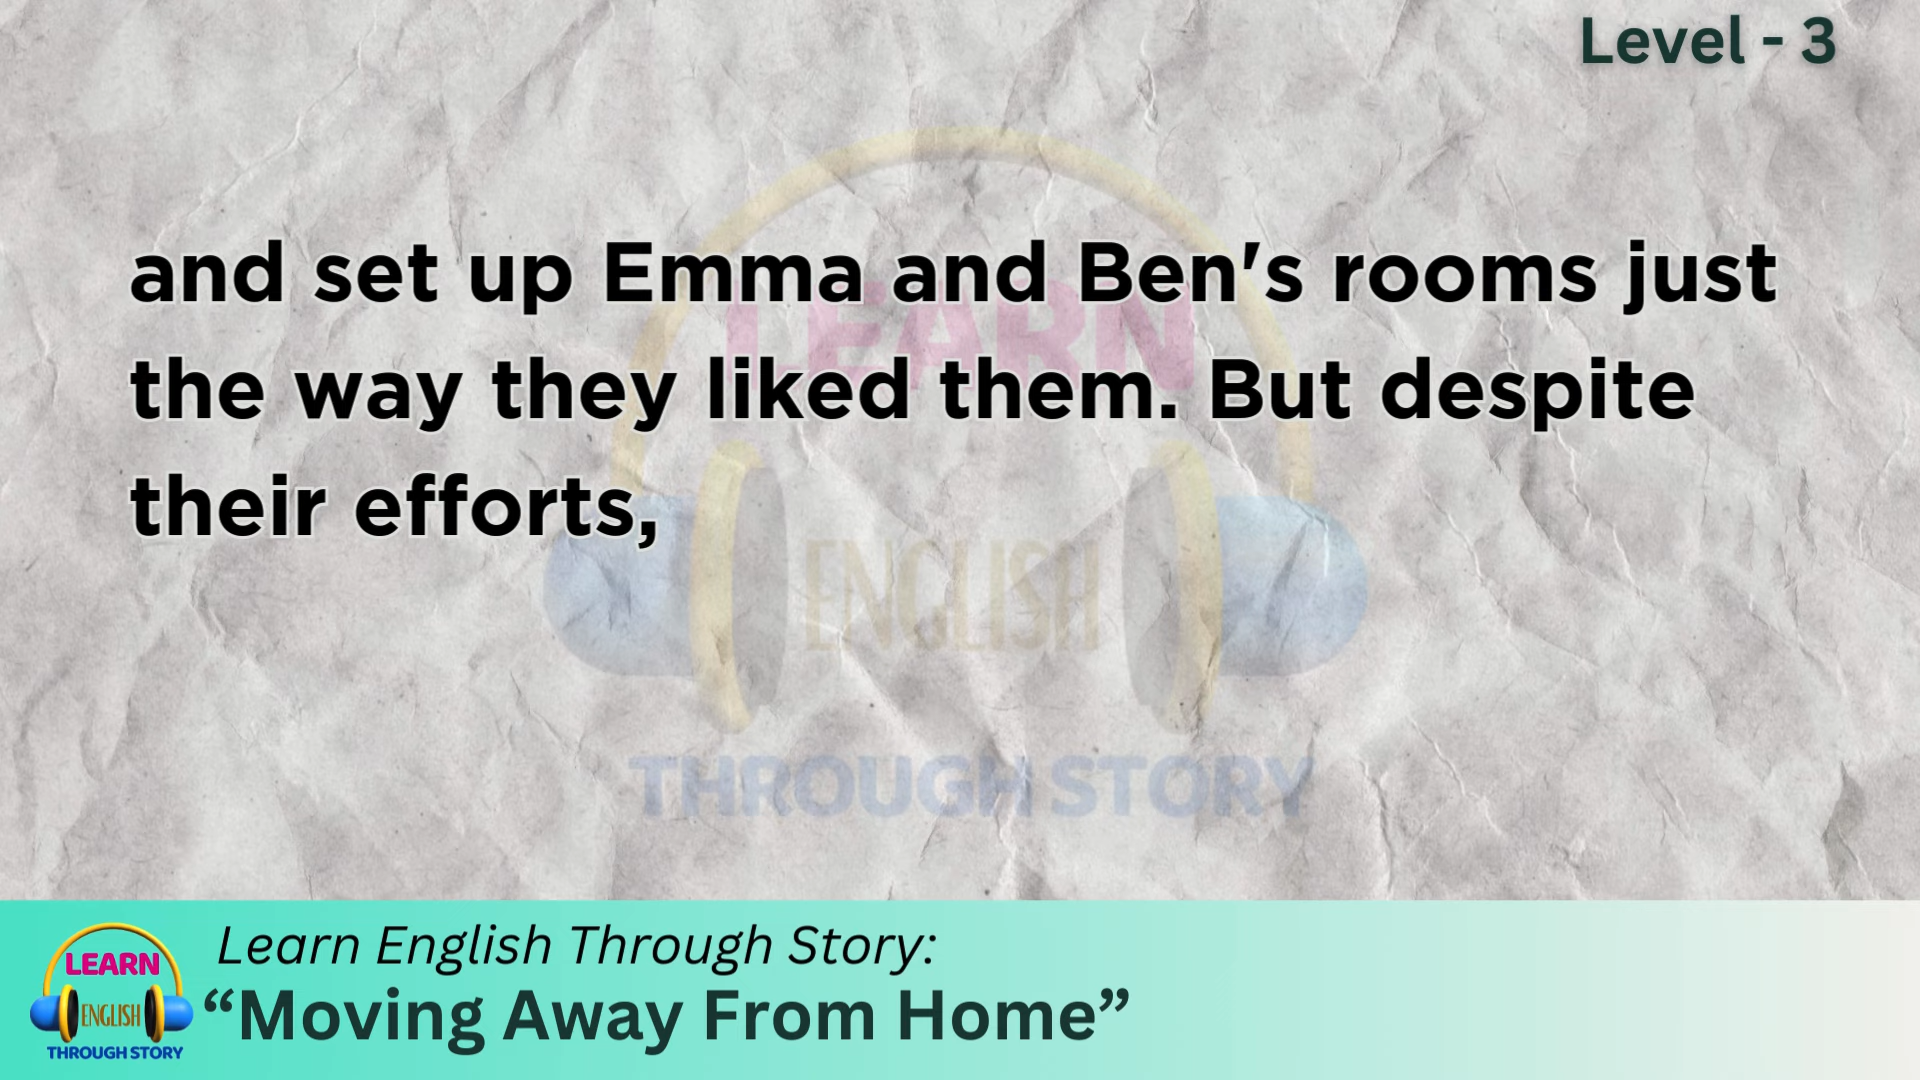 Level - 3
and set up Emma and Ben's rooms just
the way they liked them. But despite
their efforts,
LEARN
ENGLISH
THROUGH STORY
Learn English Through Story:
“Moving Away From Home”
LEARN
ENGLISH
THROUGH STORY